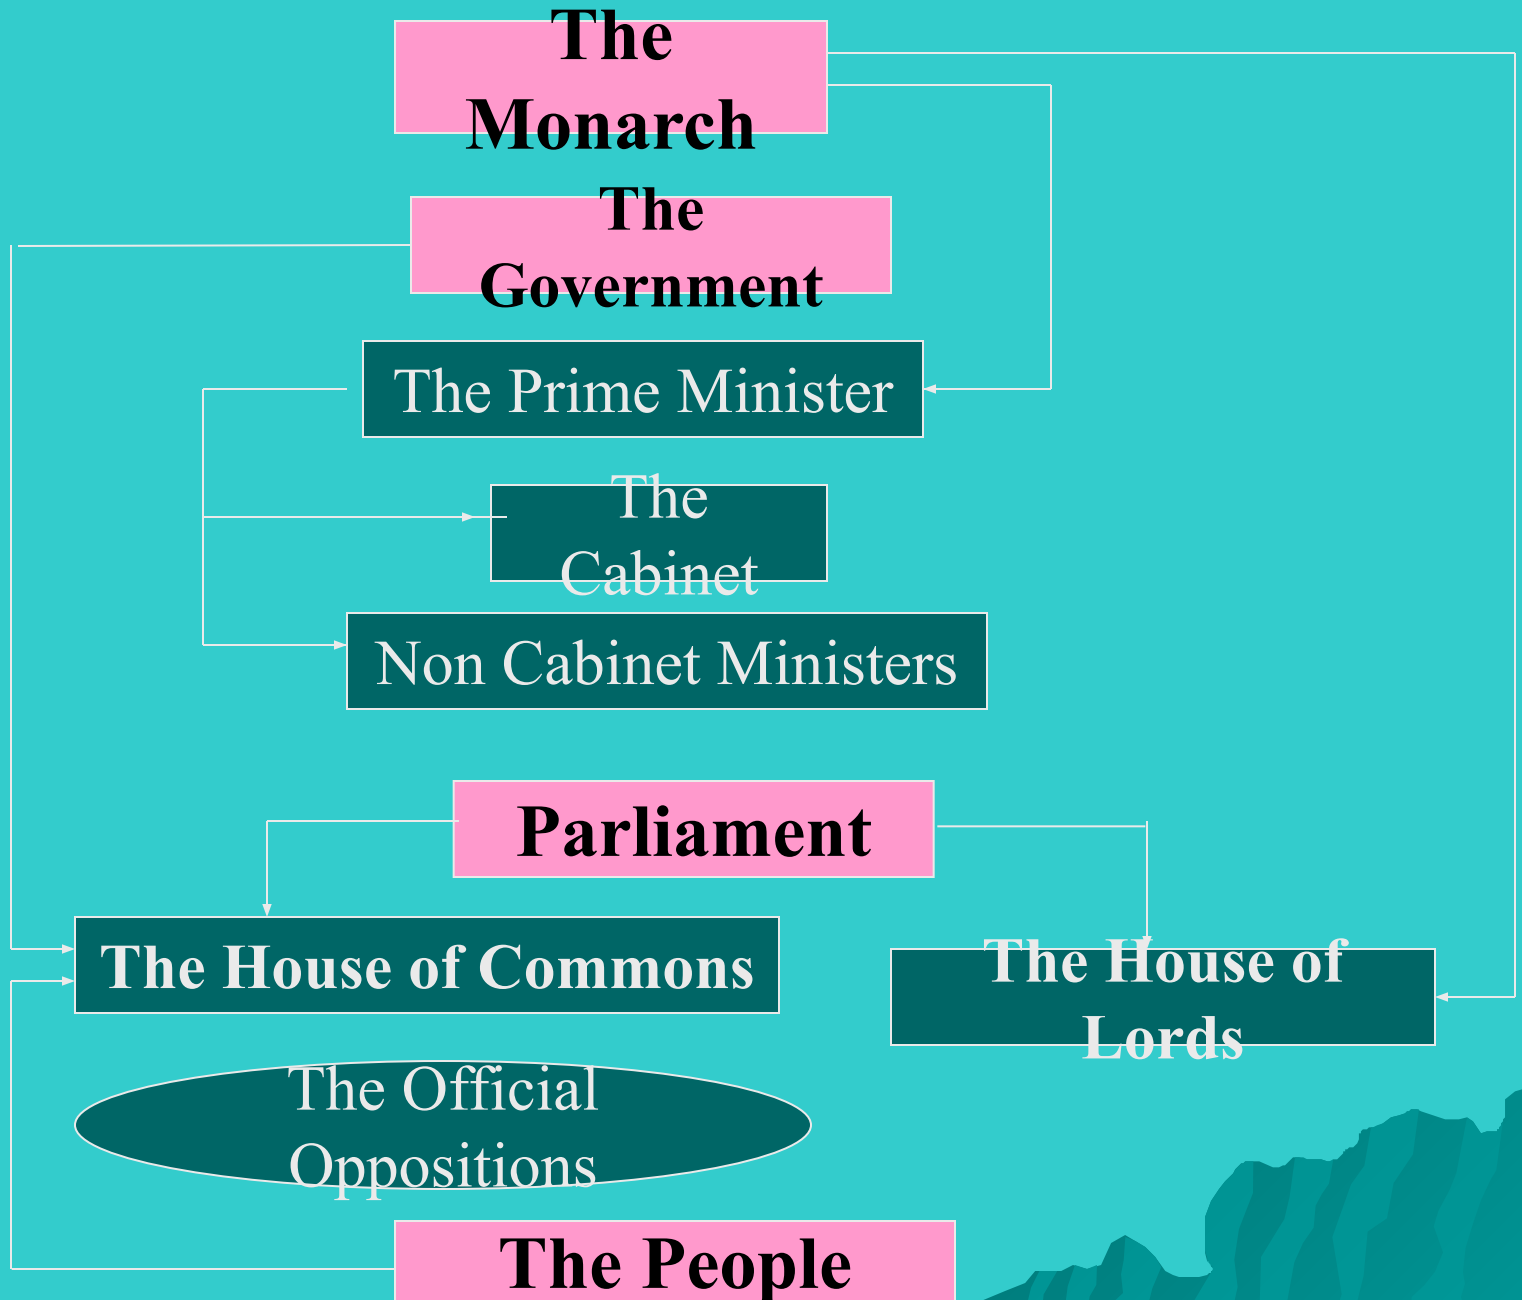 The
Monarch
The
Government
The Prime Minister
The
Cabinet
Non Cabinet Ministers
Parliament
The House of Commons
The House of
Lords
The Official
Oppositions
The People